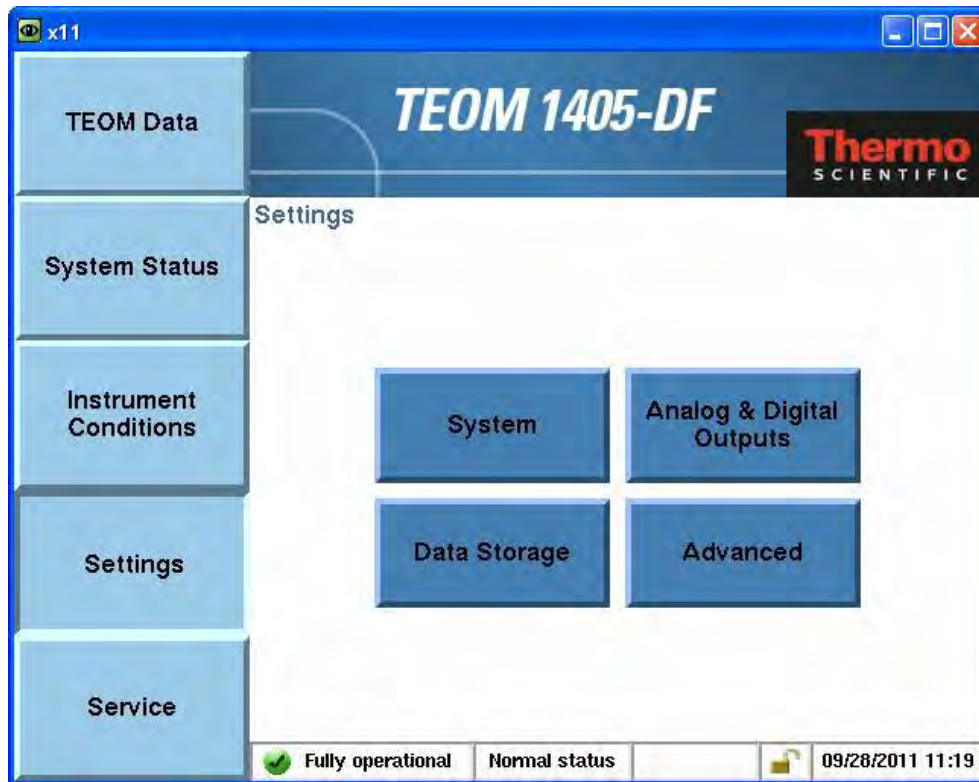 x11
TEOM Data
TEOM 1405-DF
Thermo
SCIENTIFIC
System Status
Settings
Instrument
Conditions
System
Analog & Digital
Outputs
Settings
Data Storage
Advanced
Service
Fully operational
Normal status
09/28/2011 11:19